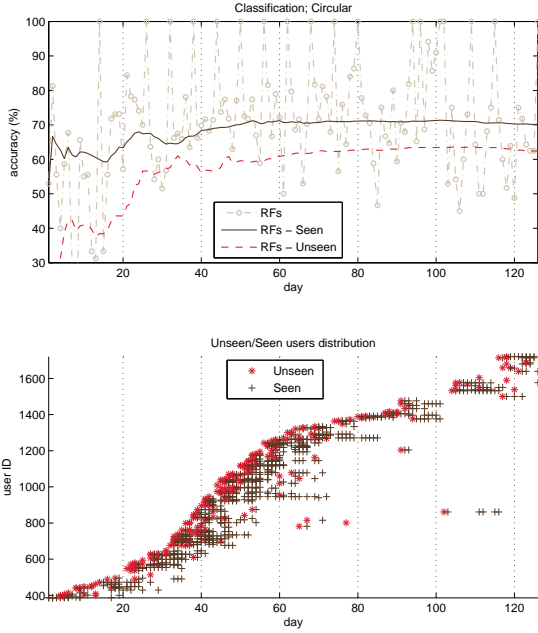 Classification; Circular
100
90
80
70
60
50
40
30
accuracy (%)
RFs
RFs - Seen
RFs - Unseen
20 40 60 80 100 120
day
Unseen/Seen users distribution
1600
1400
1200
1000
800
600
400
user ID
Unseen
Seen
20 40 60 80 100 120
day